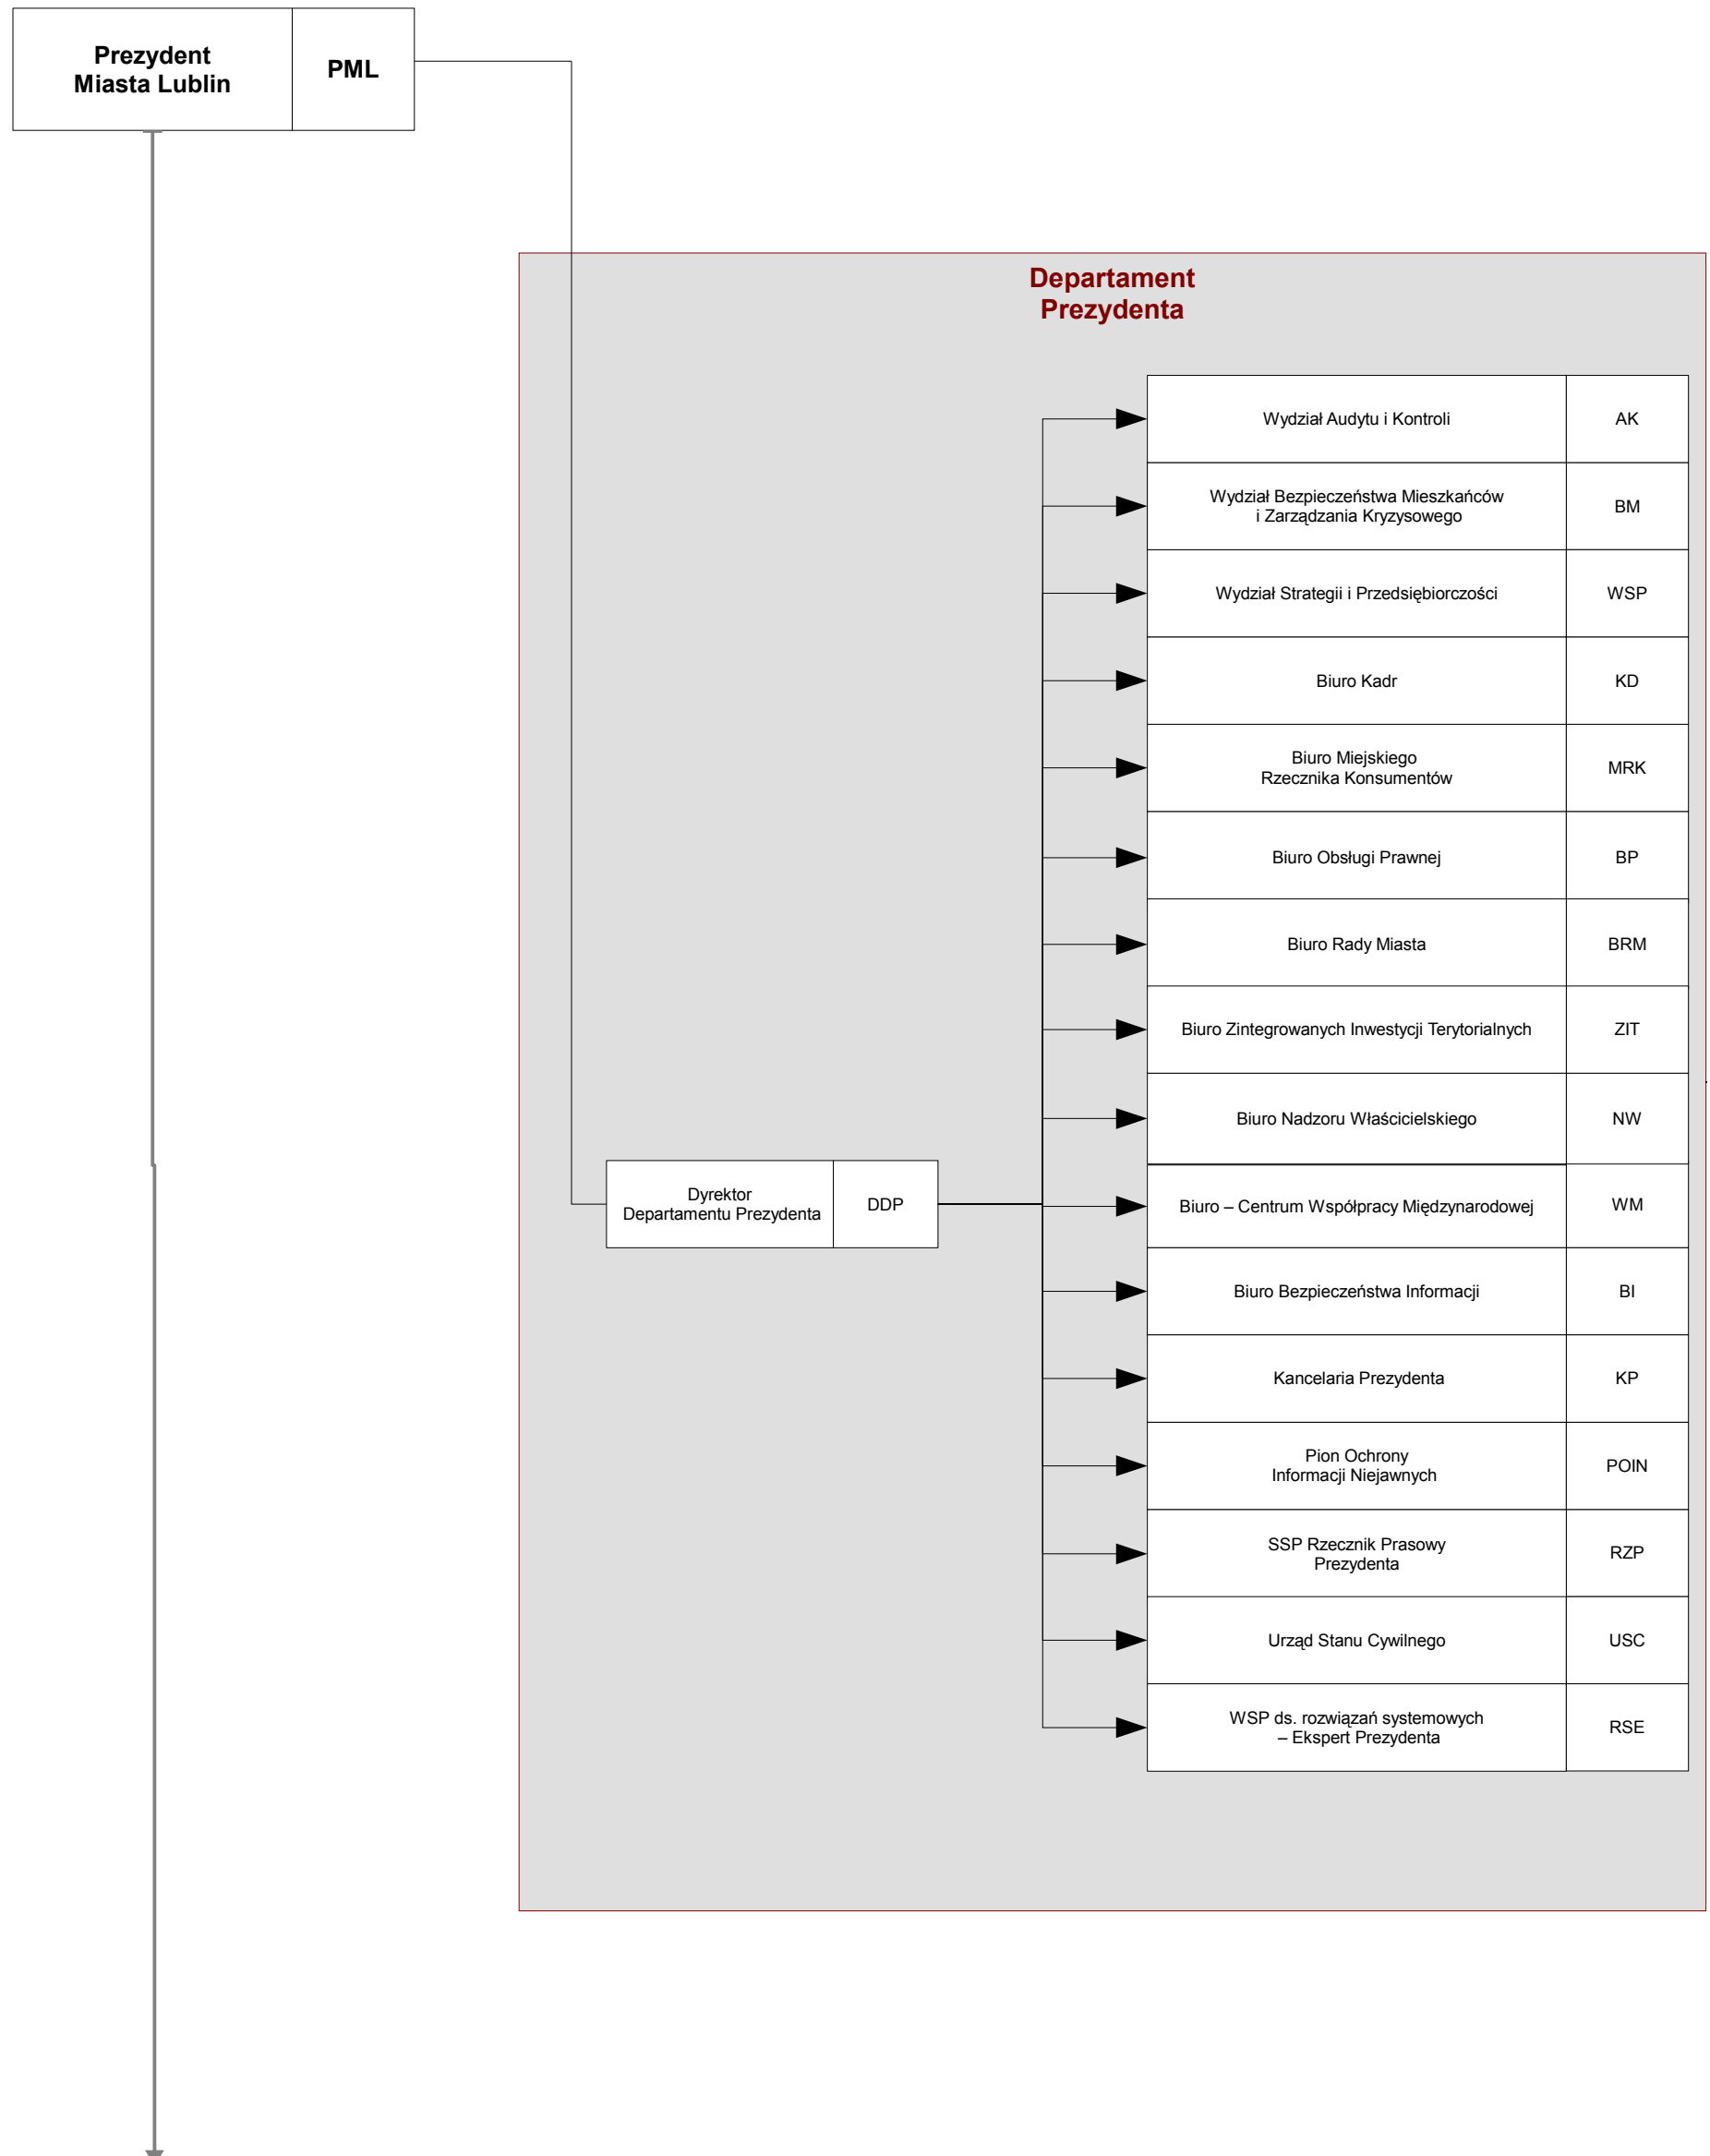 Prezydent
Miasta Lublin
PML
Departament
Prezydenta
Wydział Audytu i Kontroli
AK
Wydział Bezpieczeństwa Mieszkańców
i Zarządzania Kryzysowego
BM
Wydział Strategii i Przedsiębiorczości
WSP
Biuro Kadr
KD
Biuro Miejskiego
Rzecznika Konsumentów
MRK
Biuro Obsługi Prawnej
BP
Biuro Rady Miasta
BRM
Biuro Zintegrowanych Inwestycji Terytorialnych
ZIT
Biuro Nadzoru Właścicielskiego
NW
Dyrektor
Departamentu Prezydenta
DDP
Biuro – Centrum Współpracy Międzynarodowej
WM
Biuro Bezpieczeństwa Informacji
BI
Kancelaria Prezydenta
KP
Pion Ochrony
Informacji Niejawnych
POIN
SSP Rzecznik Prasowy
Prezydenta
RZP
Urząd Stanu Cywilnego
USC
WSP ds. rozwiązań systemowych
– Ekspert Prezydenta
RSE